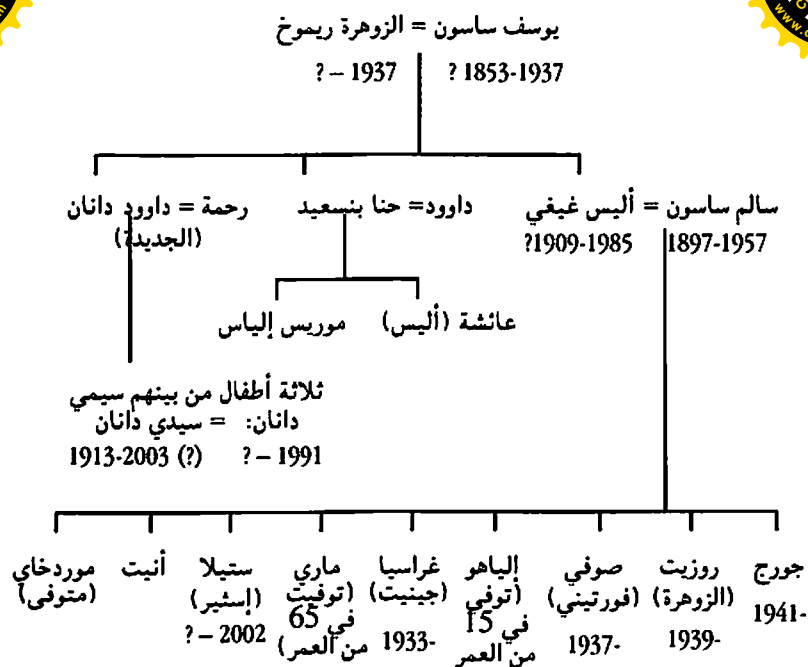 يوسف ساسون = الزوهرة ريموخ
? 1853-1937    ? – 1937
سالم ساسون = أليس غيغي    داوود= حنا بنسعيد    رحمة = داوود دانان
1897-1957    ?1909-1985    (الجديدة)
عائشة (أليس)    موريس إلياس
ثلاثة أطفال من بينهم سيمي
دانان: = سيدي دانان
1913-2003 (?)    ? – 1991
جورج    روزيت    صوفي    إلياهو    غراسيا    ماري    ستيلا    أنيت    موردخاي
(الزوهرة)    (فورتيني)    (توفي    (جينيت)    (توفيت    (إستير)    (متوفى)
1941-    1939-    1937-    في 15    1933-    في 65    ? – 2002
من العمر)    من العمر)
www.